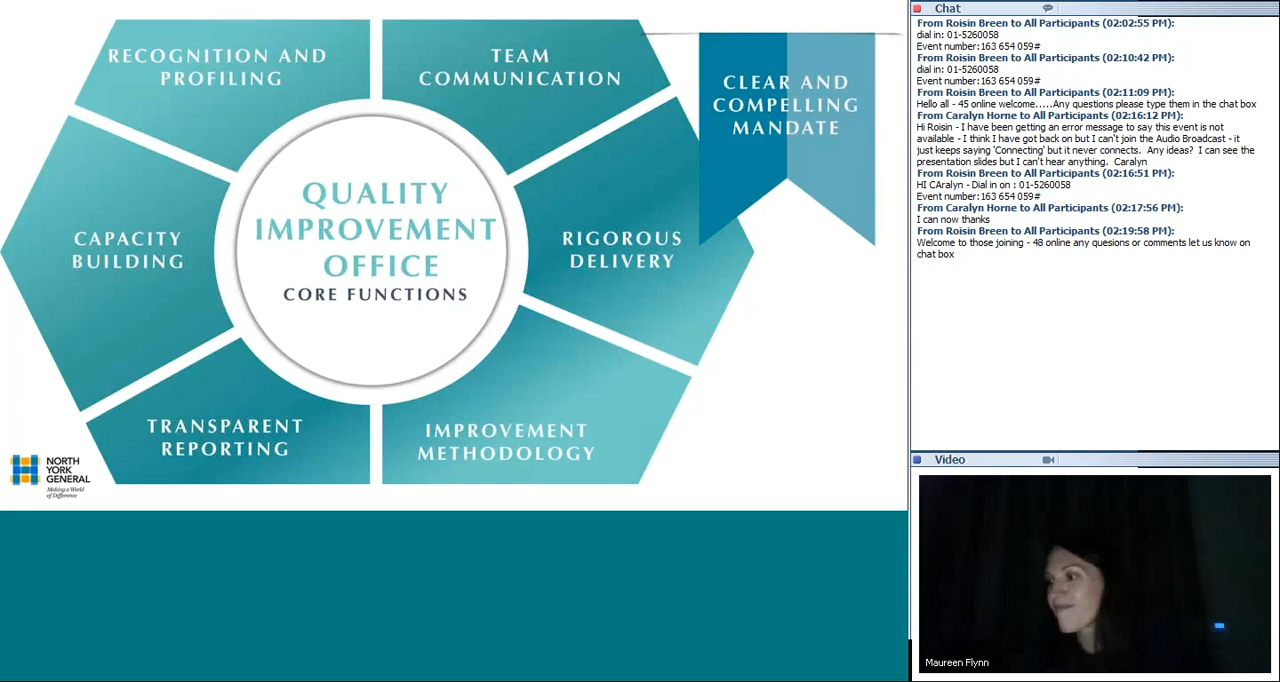 RECOGNITION AND
PROFILING
TEAM
COMMUNICATION
CLEAR AND
COMPELLING
MANDATE
CAPACITY
BUILDING
QUALITY
IMPROVEMENT
OFFICE
CORE FUNCTIONS
RIGOROUS
DELIVERY
TRANSPARENT
REPORTING
IMPROVEMENT
METHODOLOGY
NORTH
YORK
GENERAL
Making a World
of Difference
Chat
From Roisin Breen to All Participants (02:02:55 PM):
dial in: 01-5260058
Event number:163 654 059#
From Roisin Breen to All Participants (02:10:42 PM):
dial in: 01-5260058
Event number:163 654 059#
From Roisin Breen to All Participants (02:11:09 PM):
Hello all - 45 online welcome.....Any questions please type them in the chat box
From Caralyn Horne to All Participants (02:16:12 PM):
Hi Roisin - I have been getting an error message to say this event is not
available - I think I have got back on but I can't join the Audio Broadcast - it
just keeps saying 'Connecting' but it never connects.  Any ideas?  I can see the
presentation slides but I can't hear anything.  Caralyn
From Roisin Breen to All Participants (02:16:51 PM):
HI CAralyn - Dial in on : 01-5260058
Event number:163 654 059#
From Caralyn Horne to All Participants (02:17:56 PM):
I can now thanks
From Roisin Breen to All Participants (02:19:58 PM):
Welcome to those joining - 48 online any quesions or comments let us know on
chat box
Video
Maureen Flynn